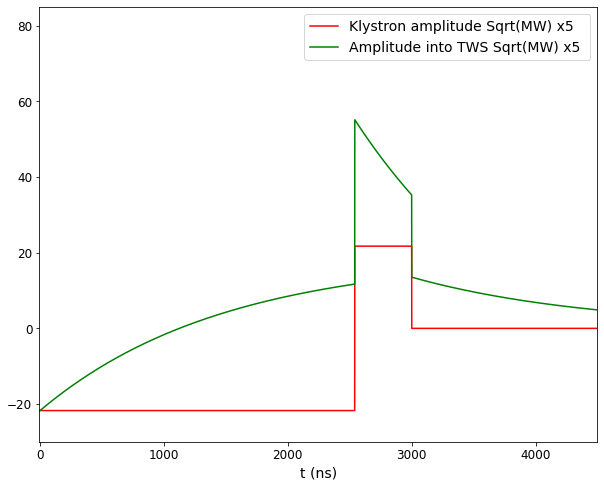 Klystron amplitude Sqrt(MW) x5
Amplitude into TWS Sqrt(MW) x5
80
60
40
20
0
−20
0 1000 2000 3000 4000
t (ns)